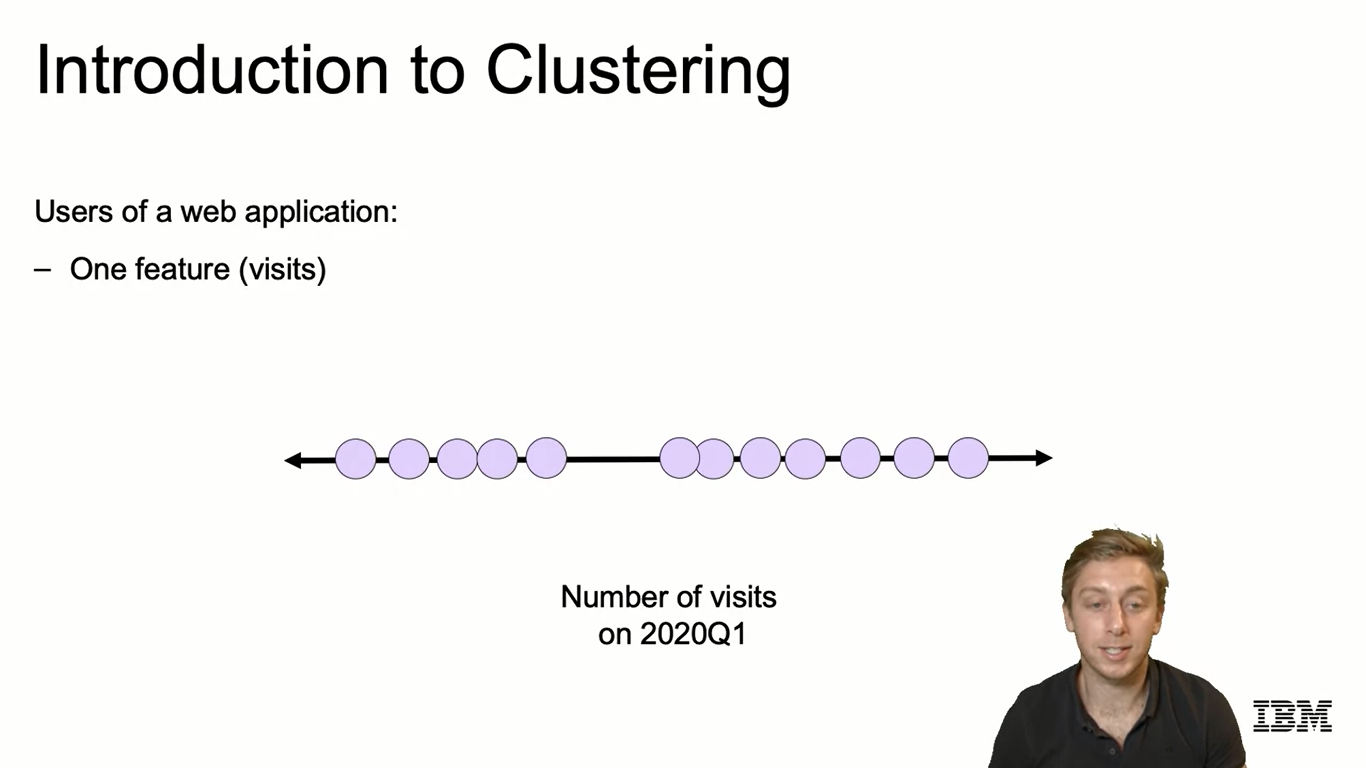 Introduction to Clustering
Users of a web application:
– One feature (visits)
Number of visits
on 2020Q1
IBM